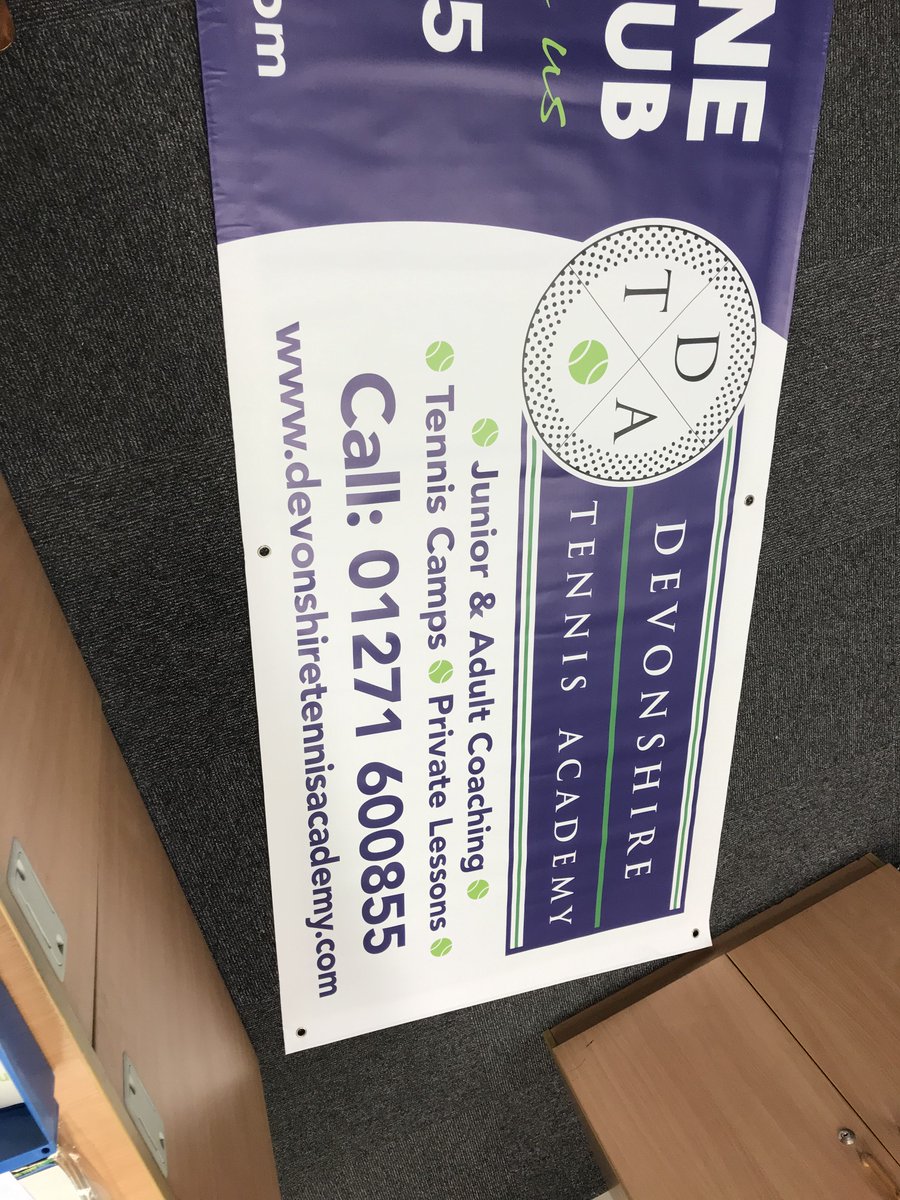 NE
UB
us
5
om
D
T A
DEVONSHIRE
TENNIS ACADEMY
Junior & Adult Coaching
Tennis Camps Private Lessons
Call: 01271 600855
www.devonshiretennisacademy.com